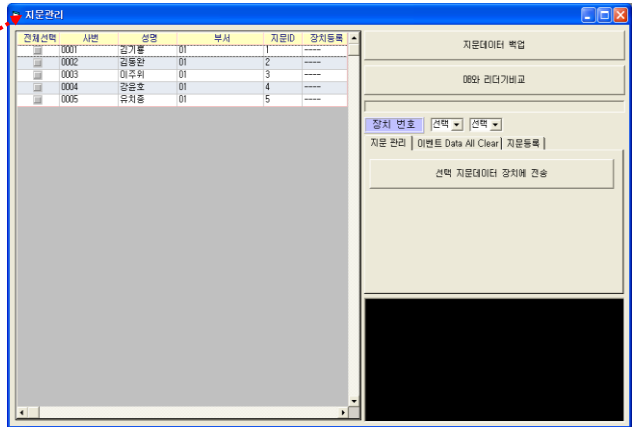 지문관리
전체선택 사번 성명 부서 지문ID 장치등록
0001 김기룡 01 1 ----
0002 김동완 01 2 ----
0003 이주위 01 3 ----
0004 강윤호 01 4 ----
0005 유치종 01 5 ----
지문데이터 백업
DB와 리더기비교
장치 번호 선택 선택
지문 관리 이벤트 Data All Clear 지문등록
선택 지문데이터 장치에 전송